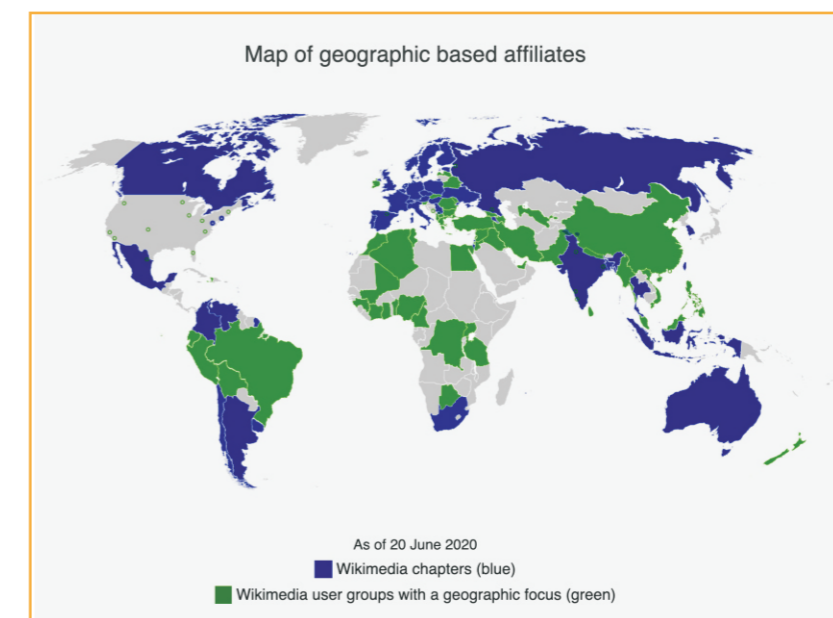 Map of geographic based affiliates
As of 20 June 2020
Wikimedia chapters (blue)
Wikimedia user groups with a geographic focus (green)